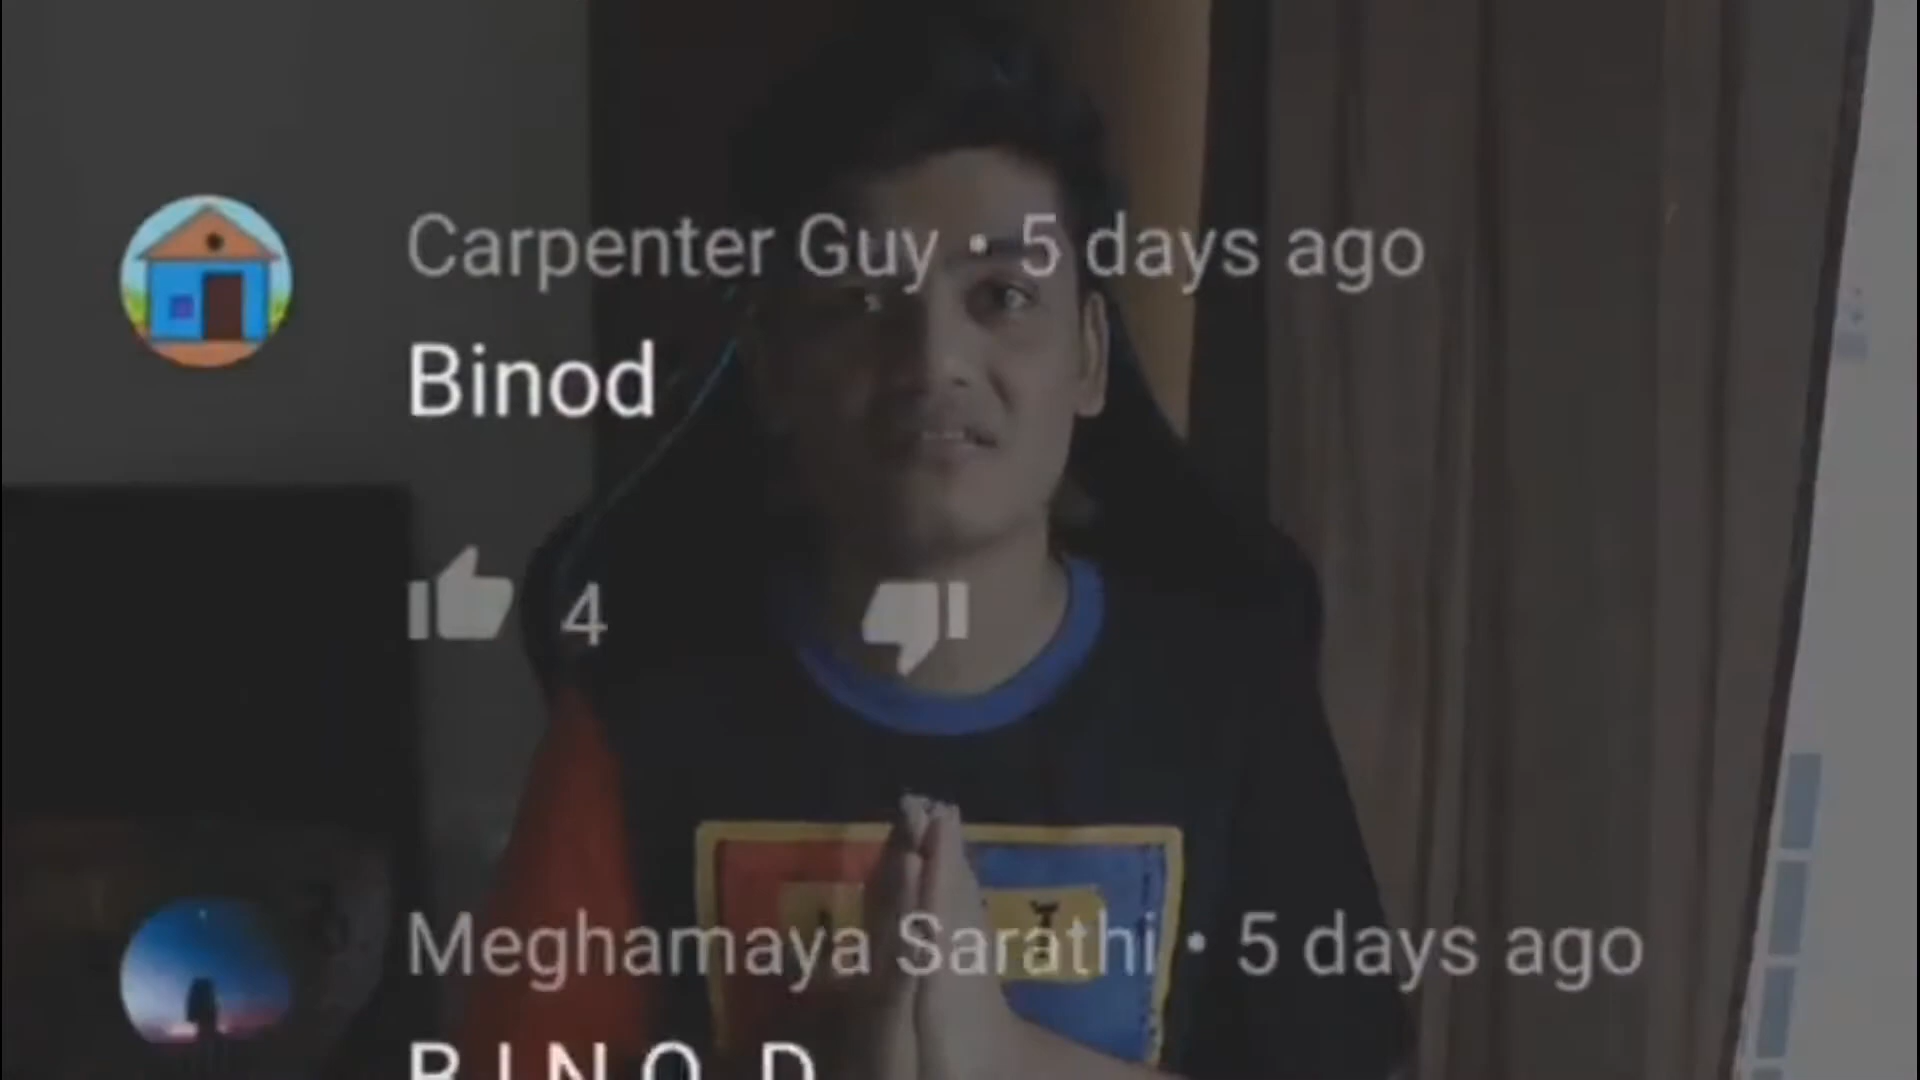 Carpenter Guy • 5 days ago
Binod
4
Meghamaya Sarathi • 5 days ago
B I N O D